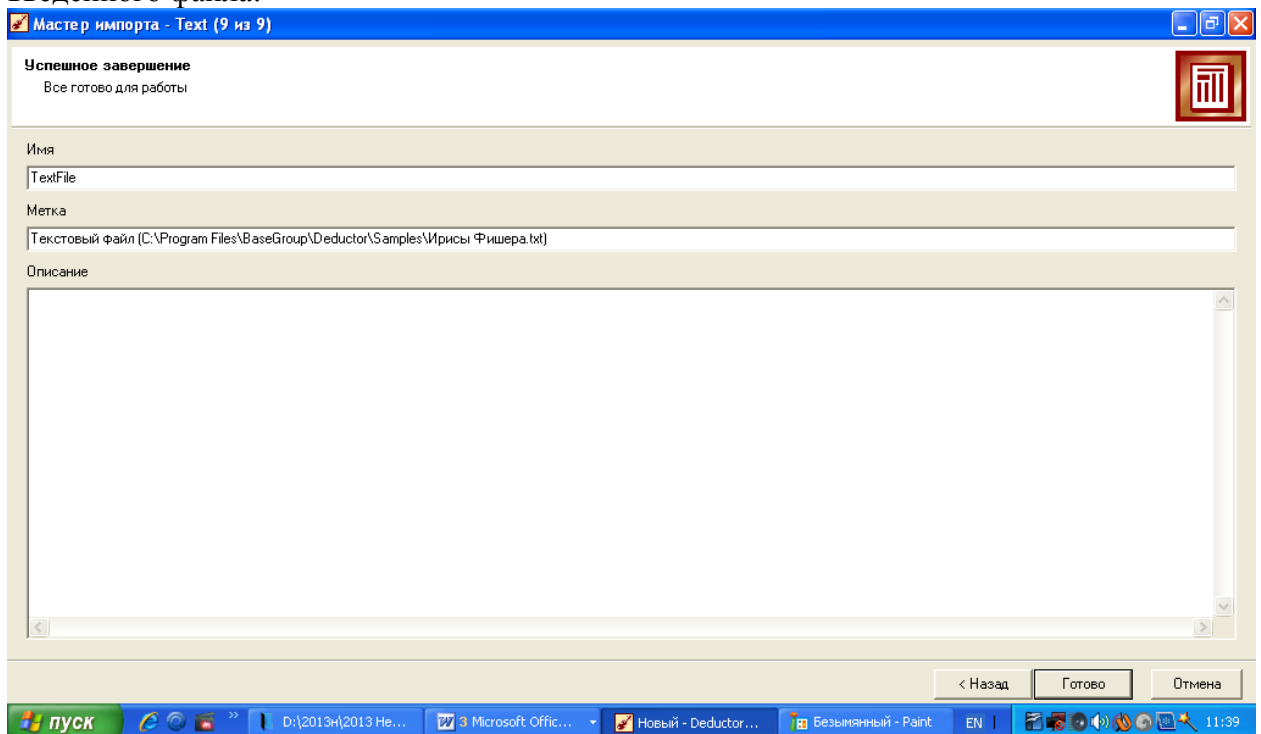 введенного файла.
Мастер импорта - Text (9 из 9)
Успешное завершение
Все готово для работы
Имя
TextFile
Метка
Текстовый файл (C:\Program Files\BaseGroup\Deductor\Samples\Ирисы Фишера.txt)
Описание
< Назад Готово Отмена
пуск » D:\2013н\2013 Не... 3 Microsoft Offic... Новый - Deductor... Безымянный - Paint EN 11:39